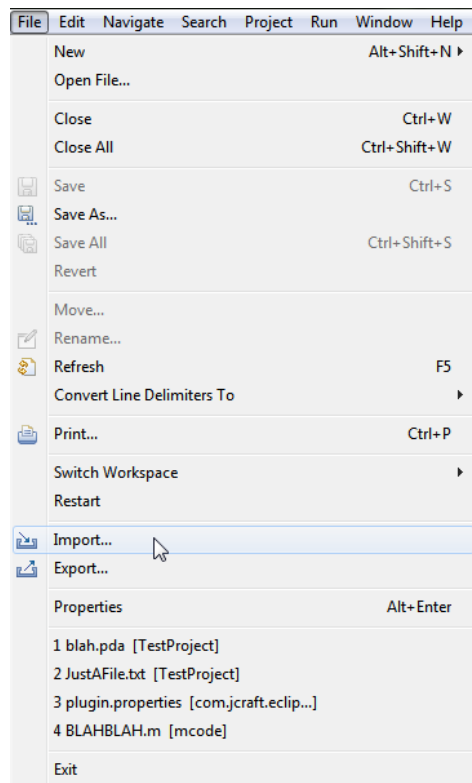 File Edit Navigate Search Project Run Window Help
New Alt+Shift+N
Open File...
Close Ctrl+W
Close All Ctrl+Shift+W
Save Ctrl+S
Save As...
Save All Ctrl+Shift+S
Revert
Move...
Rename...
Refresh F5
Convert Line Delimiters To
Print... Ctrl+P
Switch Workspace
Restart
Import...
Export...
Properties Alt+Enter
1 blah.pda [TestProject]
2 JustAFile.txt [TestProject]
3 plugin.properties [com.jcraft.eclip...]
4 BLAHBLAH.m [mcode]
Exit